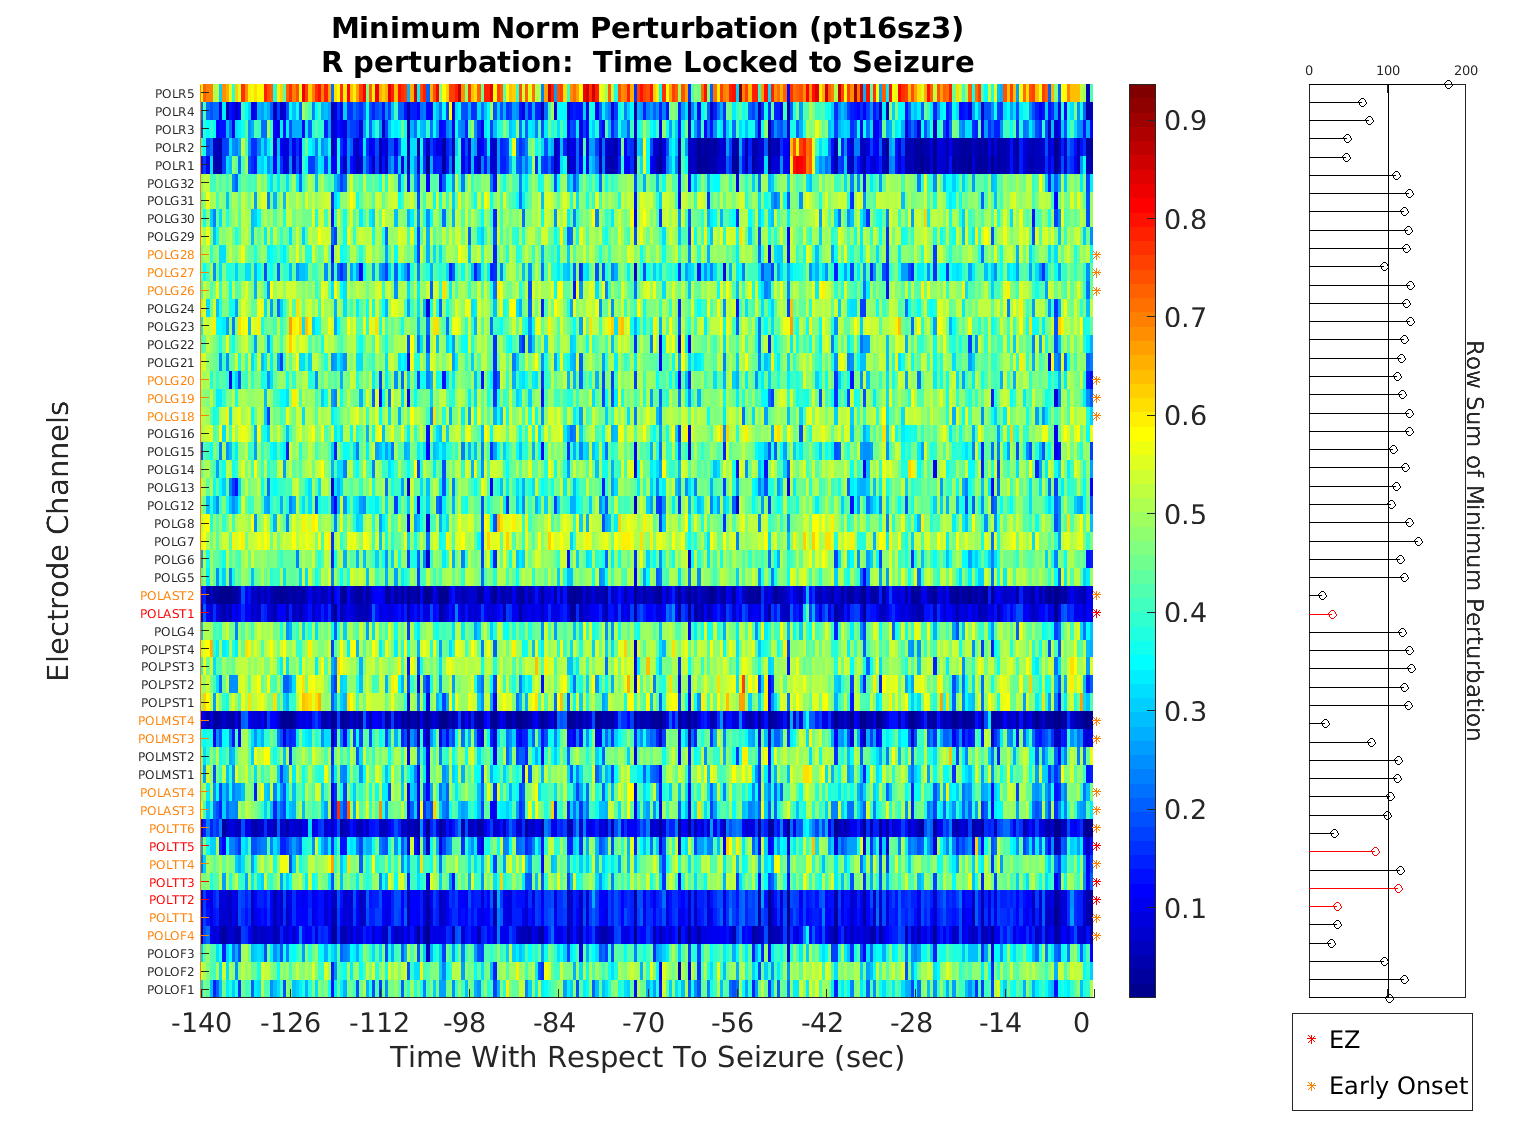 Minimum Norm Perturbation (pt16sz3)
R perturbation:  Time Locked to Seizure
Electrode Channels
POLR5
POLR4
POLR3
POLR2
POLR1
POLG32
POLG31
POLG30
POLG29
POLG28
POLG27
POLG26
POLG24
POLG23
POLG22
POLG21
POLG20
POLG19
POLG18
POLG16
POLG15
POLG14
POLG13
POLG12
POLG8
POLG7
POLG6
POLG5
POLAST2
POLAST1
POLG4
POLPST4
POLPST3
POLPST2
POLPST1
POLMST4
POLMST3
POLMST2
POLMST1
POLAST4
POLAST3
POLTT6
POLTT5
POLTT4
POLTT3
POLTT2
POLTT1
POLOF4
POLOF3
POLOF2
POLOF1
-140 -126 -112 -98 -84 -70 -56 -42 -28 -14 0
Time With Respect To Seizure (sec)
0.9
0.8
0.7
0.6
0.5
0.4
0.3
0.2
0.1
0 100 200
Row Sum of Minimum Perturbation
EZ
Early Onset